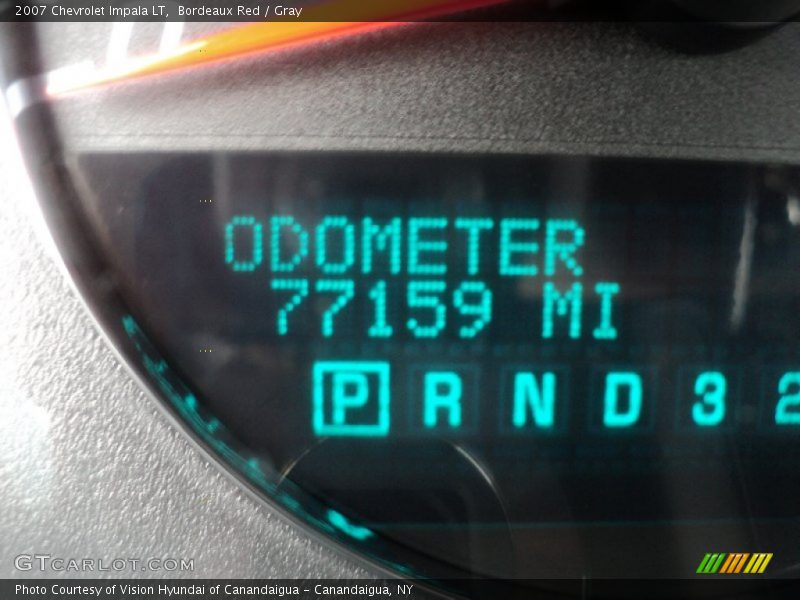 2007 Chevrolet Impala LT,  Bordeaux Red / Gray
ODOMETER
77159 MI
P R N D 3 2
GTCARLOT.COM
Photo Courtesy of Vision Hyundai of Canandaigua - Canandaigua, NY